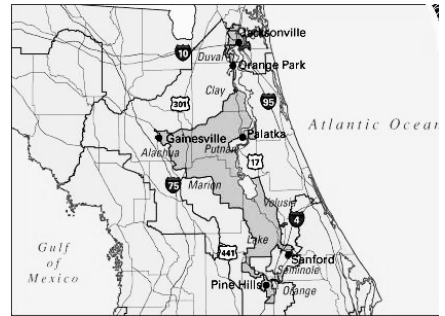 Jacksonville
10
Duval
Orange Park
Clay
301
95
Atlantic Ocean
Gainesville
Palatka
Putnam
Alachua
17
75
Marion
Volusia
4
Lake
Gulf
of
Mexico
441
Sanford
Seminole
Pine Hills
Orange